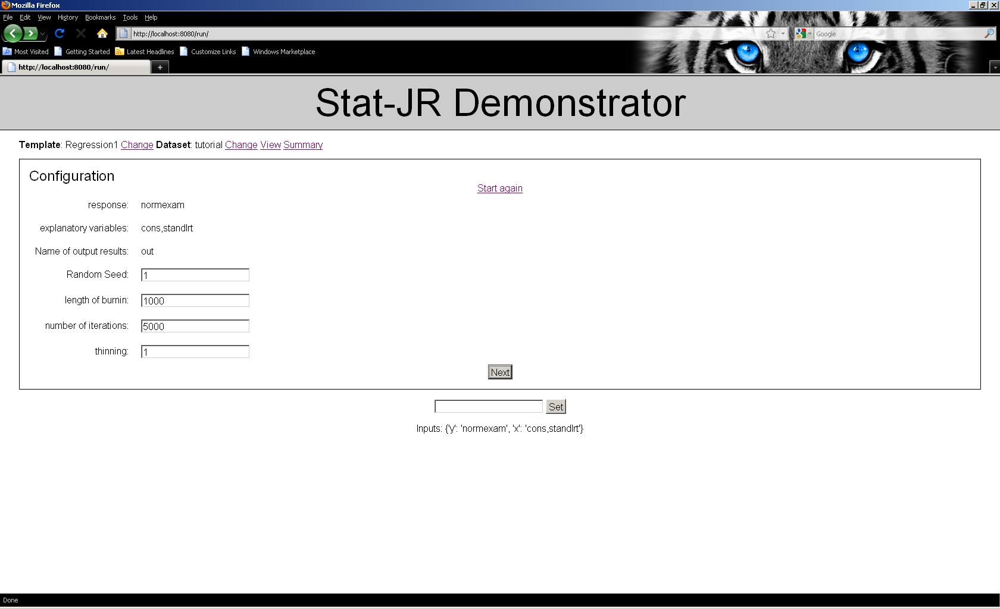 Mozilla Firefox
File Edit View History Bookmarks Tools Help
http://localhost:8080/run/
Google
Most Visited Getting Started Latest Headlines Customize Links Windows Marketplace
http://localhost:8080/run/
Stat-JR Demonstrator
Template: Regression1 Change Dataset: tutorial Change View Summary
Configuration
Start again
response: normexam
explanatory variables: cons,standlrt
Name of output results: out
Random Seed: 1
length of burnin: 1000
number of iterations: 5000
thinning: 1
Next
Set
Inputs: {'y': 'normexam', 'x': 'cons,standlrt'}
Done